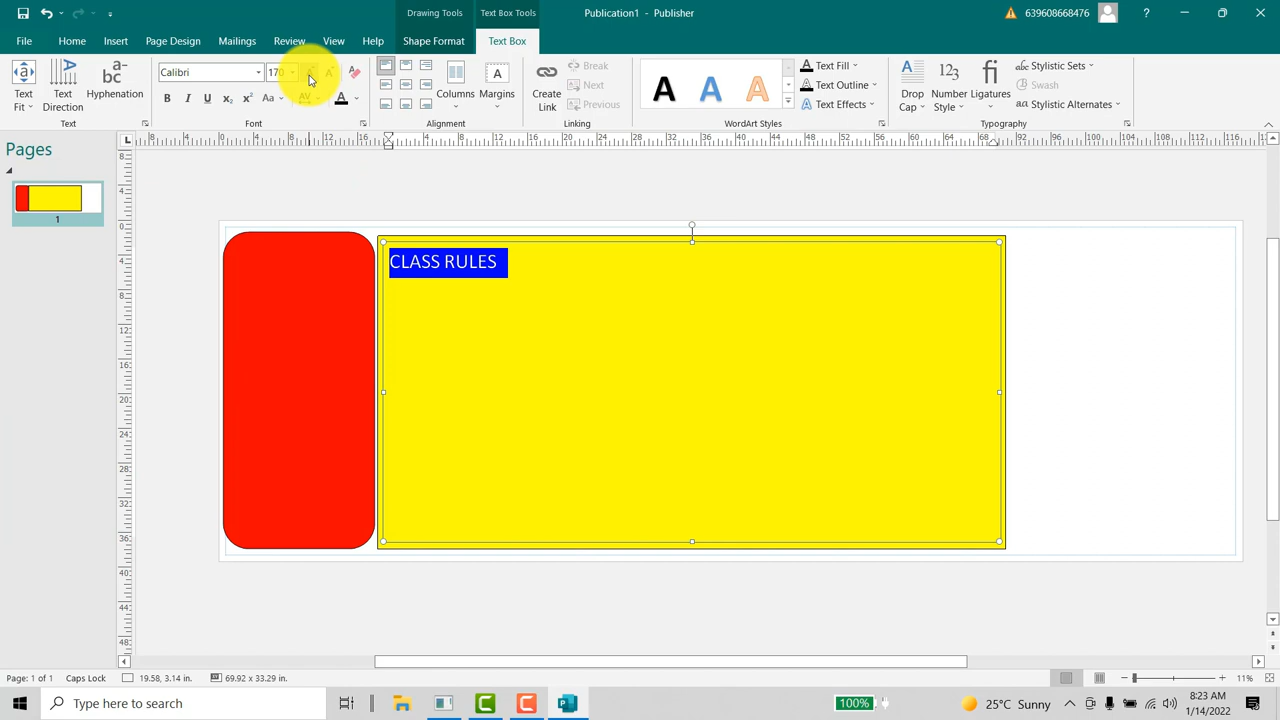 Drawing Tools Text Box Tools Publication1 - Publisher 639608668476 ?
File Home Insert Page Design Mailings Review View Help Shape Format Text Box
Calibri 170
Text Fit
Text Direction
Hyphenation
B I U x₂ x² Aa AV A
Columns
Margins
Create Link
Break
Next
Previous
A A A
Text Fill
Text Outline
Text Effects
Drop Cap
Number Style
Ligatures
Stylistic Sets
Swash
Stylistic Alternates
Text Font Alignment Linking WordArt Styles Typography
Pages
1
CLASS RULES
Page: 1 of 1 Caps Lock 19.58, 3.14 in. 69.92 x 33.29 in. 11%
Type here to search
100%
25°C Sunny
8:23 AM
1/14/2022